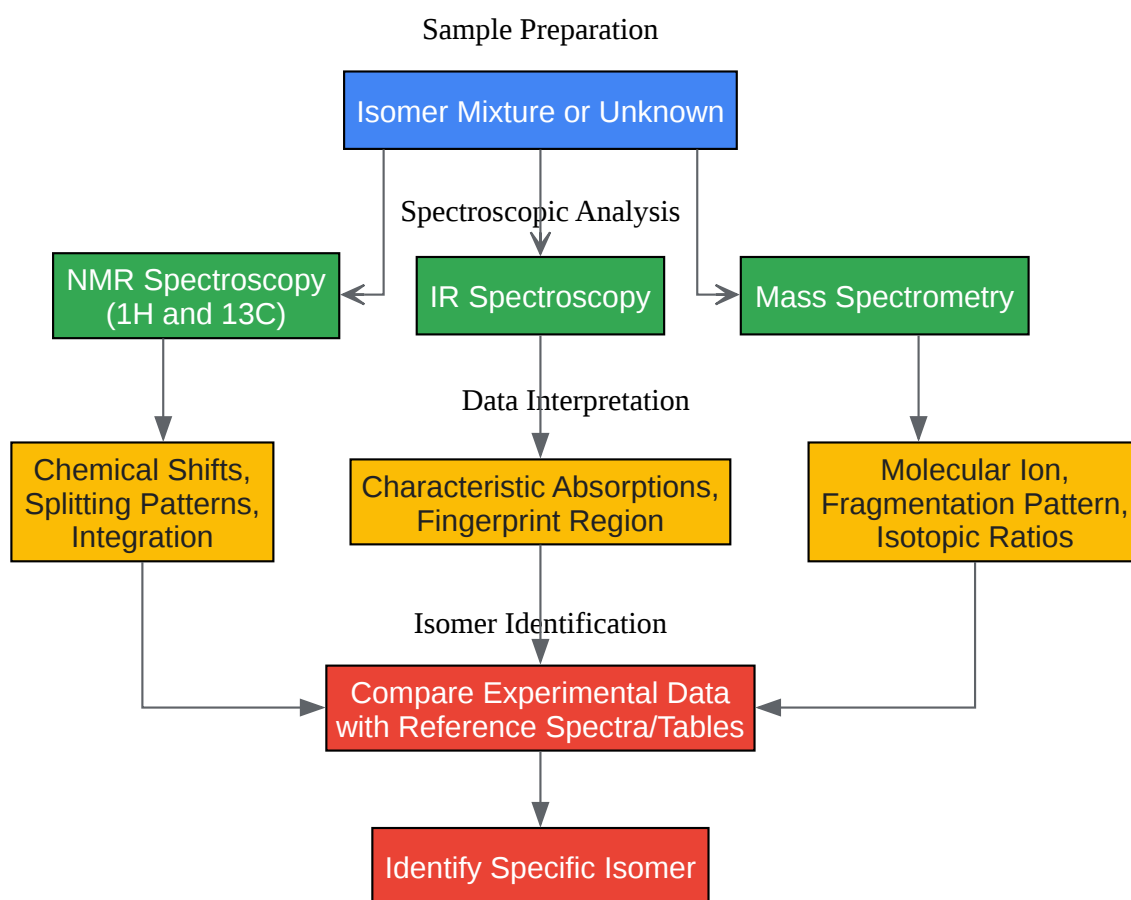 Sample Preparation
Isomer Mixture or Unknown
Spectroscopic Analysis
NMR Spectroscopy
(1H and 13C)
IR Spectroscopy
Mass Spectrometry
Data Interpretation
Chemical Shifts,
Splitting Patterns,
Integration
Characteristic Absorptions,
Fingerprint Region
Molecular Ion,
Fragmentation Pattern,
Isotopic Ratios
Isomer Identification
Compare Experimental Data
with Reference Spectra/Tables
Identify Specific Isomer